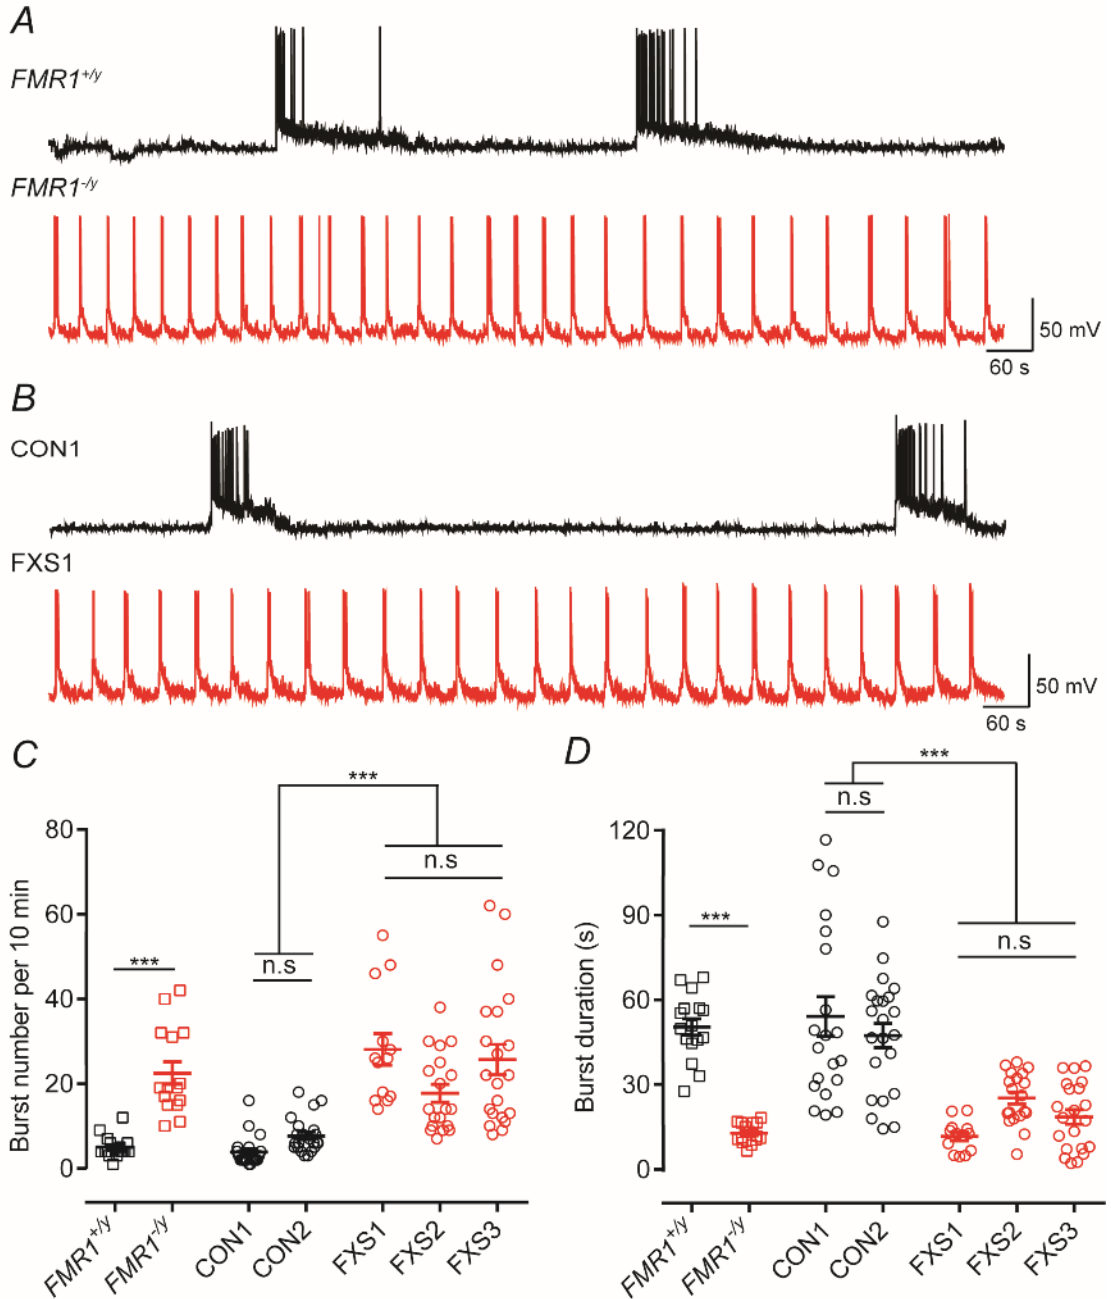 A
FMR1+/y
FMR1-/y
50 mV
60 s
B
CON1
FXS1
50 mV
60 s
C
***
n.s
***
n.s
80
60
40
20
0
Burst number per 10 min
FMR1+/y
FMR1-/y
CON1
CON2
FXS1
FXS2
FXS3
D
***
n.s
***
n.s
120
90
60
30
0
Burst duration (s)
FMR1+/y
FMR1-/y
CON1
CON2
FXS1
FXS2
FXS3